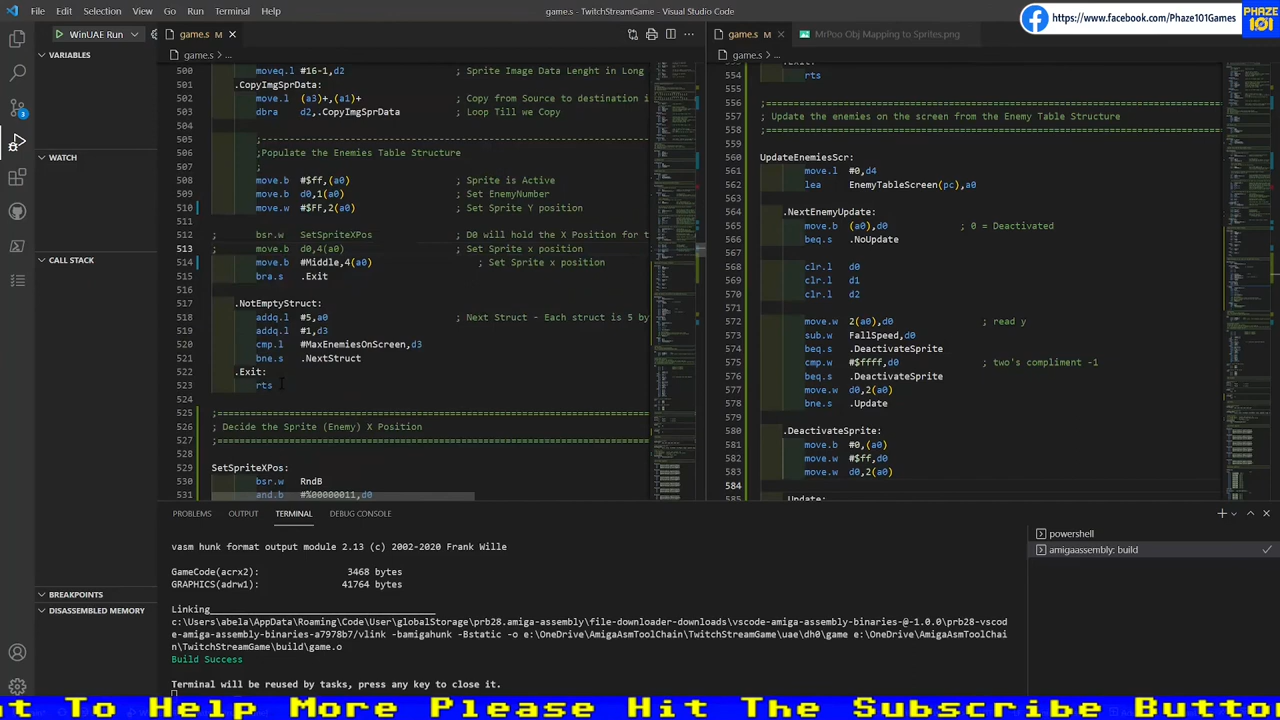 File Edit Selection View Go Run Terminal Help
game.s - TwitchStreamGame - Visual Studio Code
https://www.facebook.com/Phaze101Games
PHAZE
101
WinUAE Run
VARIABLES
WATCH
CALL STACK
BREAKPOINTS
DISASSEMBLED MEMORY
3
game.s
game.s > ...
500 moveq.l #16-1,d2 ; Sprite Image Data Lenght in Long
501 .CopyImgSprData:
502 move.l (a3)+,(a1)+ ; Copy from Source to destination i
503 dbra d2,.CopyImgSprData ; Loop Till we Copy
504
505 ;-----------------------------------------------------
506 ;Populate the Enemies Table Structure
507 ;
508 move.b #$ff,(a0) ; Sprite is Active
509 move.b d0,1(a0) ; Set EnemyNumber
510 move.w #$FF,2(a0) ; Set Sprite Y Position
511
512 ; bsr.w SetSpriteXPos ; D0 will hold the X Position for t
513 ; move.b d0,4(a0) ; Set Sprite x position
514 move.b #Middle,4(a0) ; Set Sprite x position
515 bra.s .Exit
516
517 .NotEmptyStruct:
518 addq.l #5,a0 ; Next Struct - Each struct is 5 by
519 addq.l #1,d3
520 cmp.l #MaxEnemiesOnScreen,d3
521 bne.s .NextStruct
522 .Exit:
523 rts
524
525 ;==============================================================================
526 ; Decide the Sprite (Enemy) X Position
527 ;==============================================================================
528
529 SetSpriteXPos:
530 bsr.w RndB
531 and.b #%00000011,d0
game.s MrPoo Obj Mapping to Sprites.png
game.s > ...
.Exit:
554 rts
555
556 ;==============================================================================
557 ; Update the enemies on the screen from the Enemy Table Structure
558 ;==============================================================================
559
560 UpdateEnemiesScr:
561 move.l #0,d4
562 lea EnemyTableScreen(pc),a0
563
564 .NextEnemyUpdate:
565 move.b (a0),d0 ; 0 = Deactivated
566 beq.s .NoUpdate
567
568 clr.l d0
569 clr.l d1
570 clr.l d2
571
572 move.w 2(a0),d0 ; read y
573 sub.w FallSpeed,d0
574 beq.s .DeactivateSprite
575 cmp.w #$ffff,d0 ; two's compliment -1
576 beq.s .DeactivateSprite
577 move.w d0,2(a0)
578 bne.s .Update
579
580 .DeactivateSprite:
581 move.b #0,(a0)
582 move.w #$ff,d0
583 move.w d0,2(a0)
584
585 .Update:
PROBLEMS OUTPUT TERMINAL DEBUG CONSOLE
vasm hunk format output module 2.13 (c) 2002-2020 Frank Wille
GameCode(acrx2): 3468 bytes
GRAPHICS(adrw1): 41764 bytes
Linking____________________________________
c:\Users\abela\AppData\Roaming\Code\User\globalStorage\prb28.amiga-assembly/file-downloader-downloads\vscode-amiga-assembly-binaries-@-1.0.0\prb28-vscod
e-amiga-assembly-binaries-a7978b7/vlink -bamigahunk -Bstatic -o e:\OneDrive\AmigaAsmToolChain\TwitchStreamGame\uae\dh0\game e:\OneDrive\AmigaAsmToolChai
n\TwitchStreamGame\build\game.o
Build Success
Terminal will be reused by tasks, press any key to close it.
powershell
amigaassembly: build
t To Help More Please Hit The Subscribe Butto